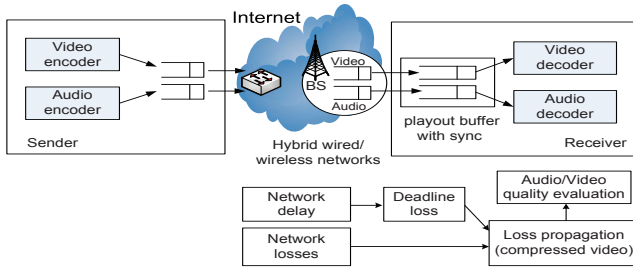 Internet
Video
encoder
Audio
encoder
Sender
BS
Video
Audio
Hybrid wired/
wireless networks
playout buffer
with sync
Video
decoder
Audio
decoder
Receiver
Network
delay
Deadline
loss
Audio/Video
quality evaluation
Network
losses
Loss propagation
(compressed video)